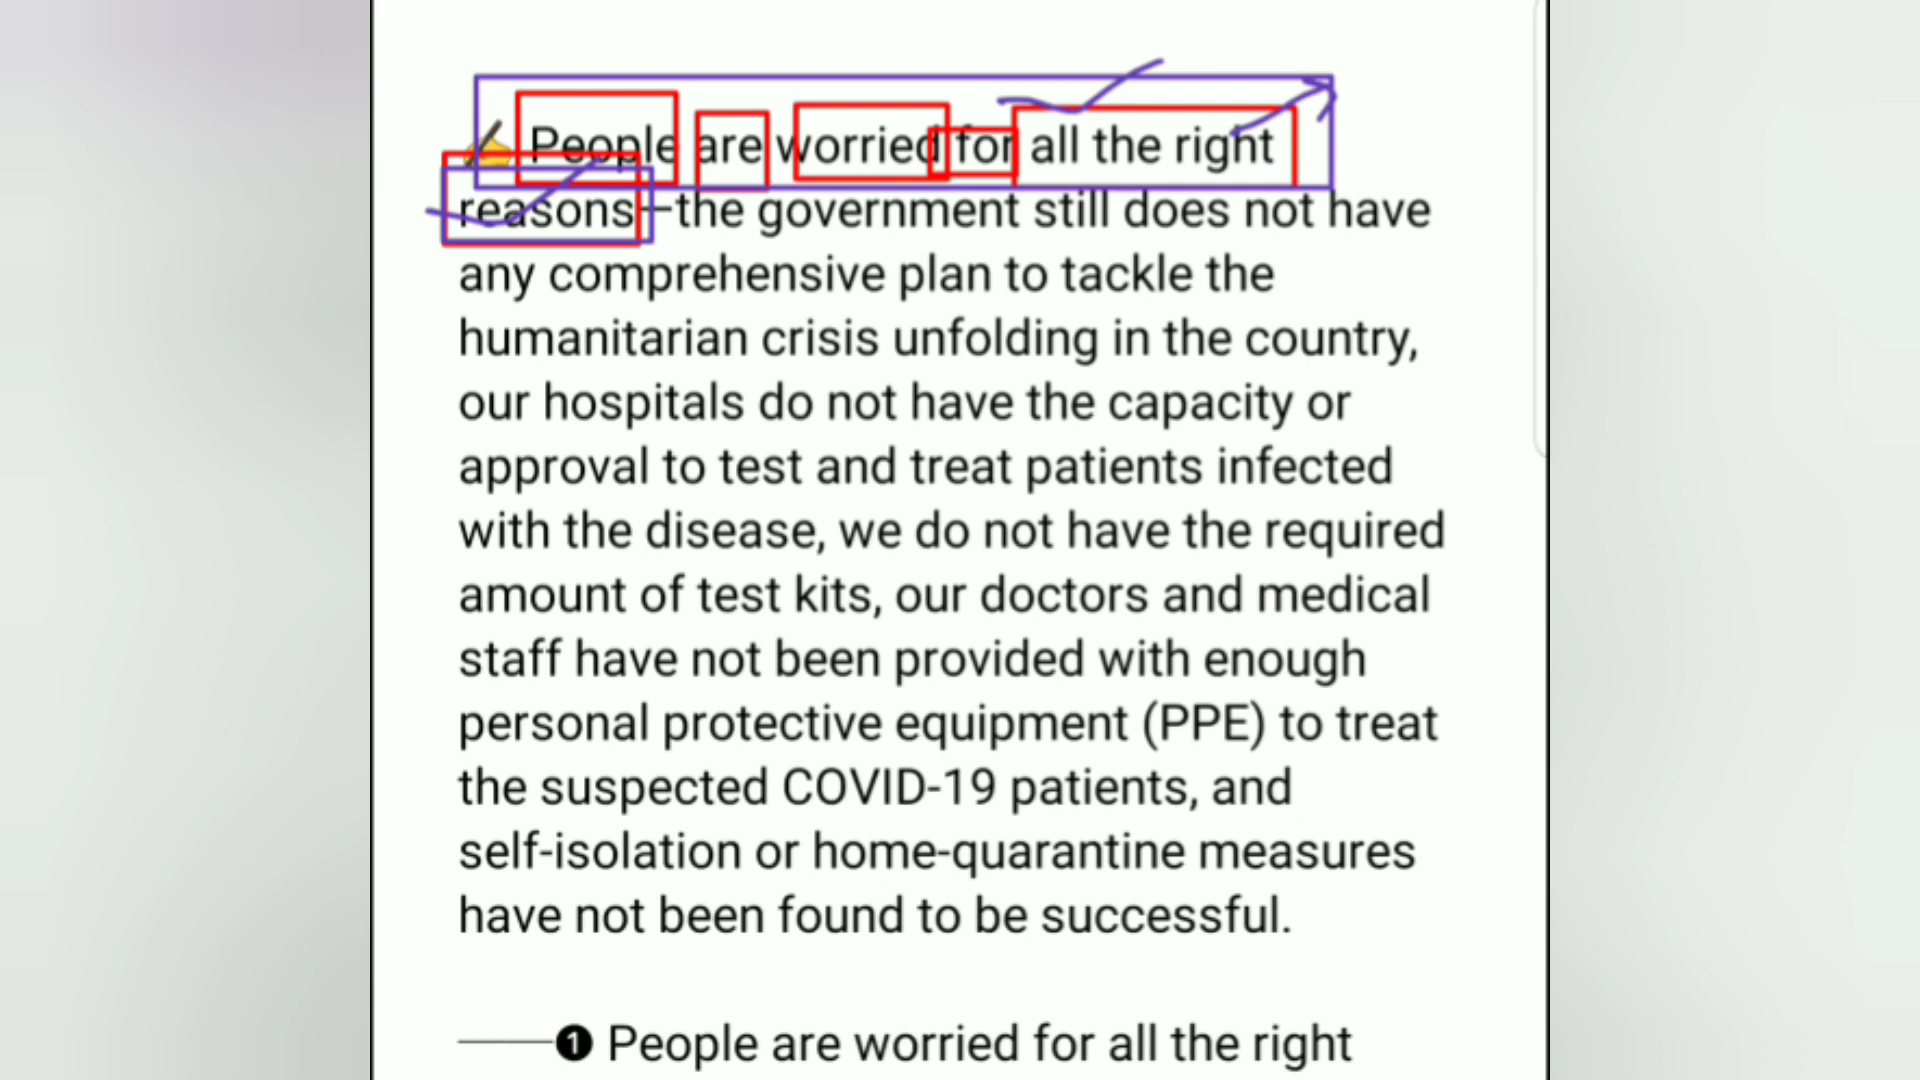 ✍ People are worried for all the right
reasons—the government still does not have
any comprehensive plan to tackle the
humanitarian crisis unfolding in the country,
our hospitals do not have the capacity or
approval to test and treat patients infected
with the disease, we do not have the required
amount of test kits, our doctors and medical
staff have not been provided with enough
personal protective equipment (PPE) to treat
the suspected COVID-19 patients, and
self-isolation or home-quarantine measures
have not been found to be successful.
——❶ People are worried for all the right